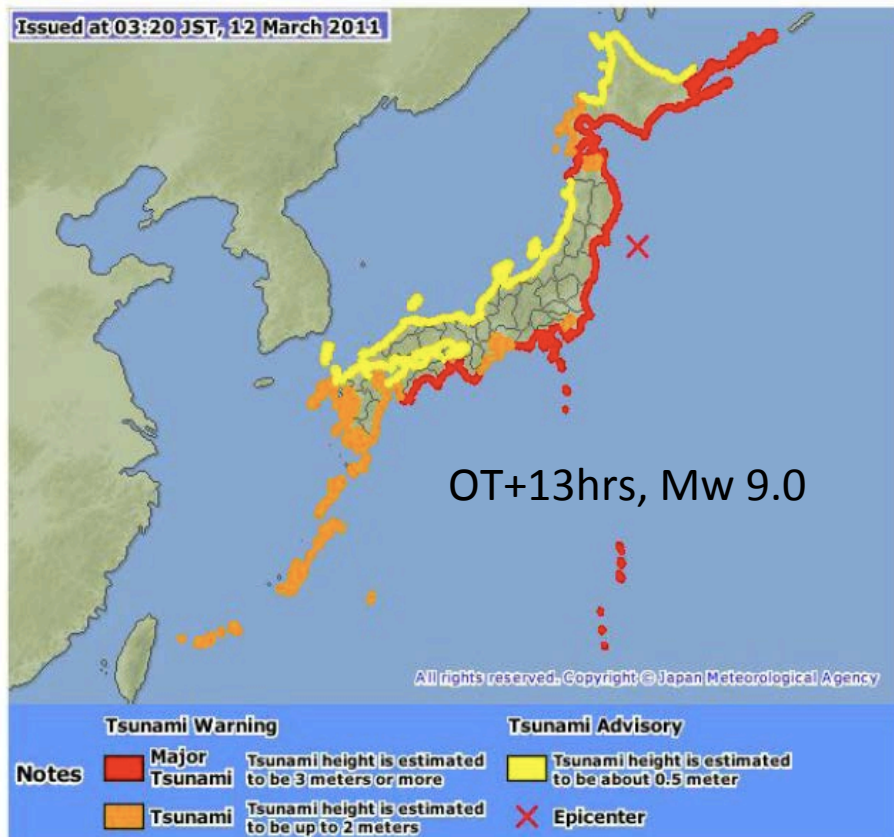 Issued at 03:20 JST, 12 March 2011
OT+13hrs, Mw 9.0
All rights reserved. Copyright © Japan Meteorological Agency
Notes
Tsunami Warning
Major Tsunami
Tsunami height is estimated
to be 3 meters or more
Tsunami
Tsunami height is estimated
to be up to 2 meters
Tsunami Advisory
Tsunami height is estimated
to be about 0.5 meter
Epicenter